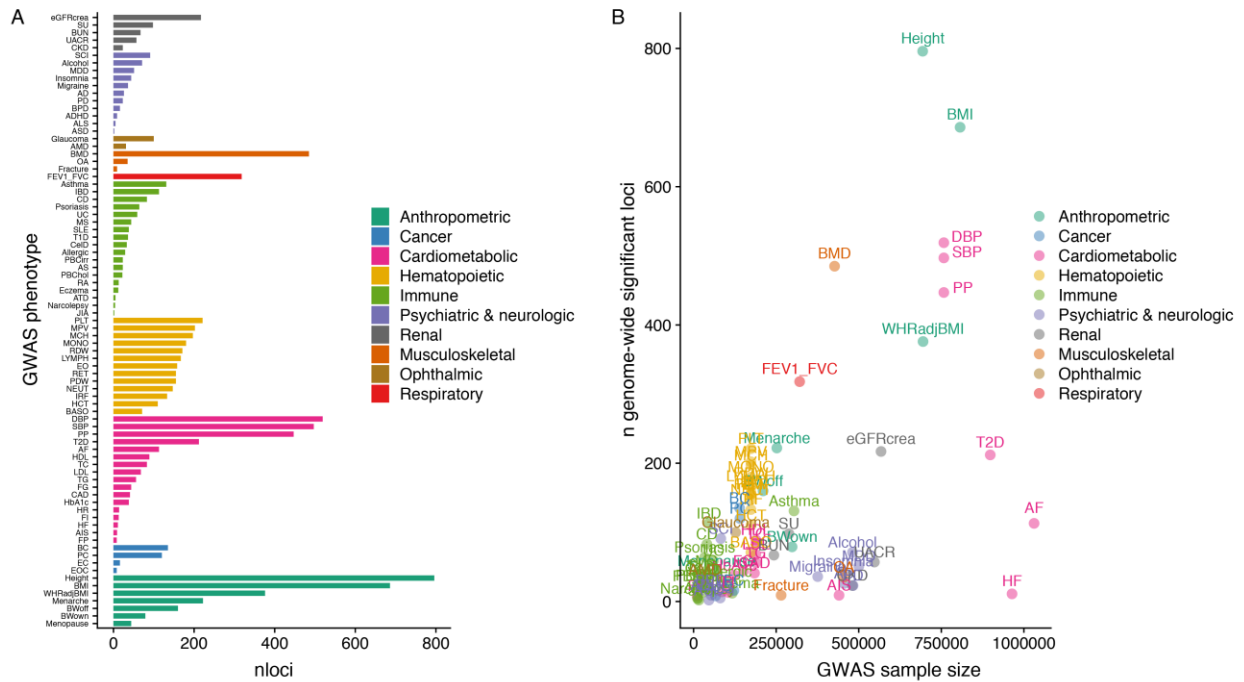 A
GWAS phenotype
eGFRcrea
SU
BUN
UACR
CKD
SCI
Alcohol
MDD
Insomnia
Migraine
AD
PD
BPD
ADHD
ALS
ASD
Glaucoma
AMD
BMD
OA
Fracture
FEV1_FVC
Asthma
IBD
CD
Psoriasis
UC
MS
SLE
T1D
CelD
Allergic
PBCirr
AS
PBChol
RA
Eczema
ATD
Narcolepsy
JIA
PLT
MPV
MCH
MONO
RDW
LYMPH
EO
RET
PDW
NEUT
IRF
HCT
BASO
DBP
SBP
PP
T2D
AF
HDL
TC
LDL
TG
FG
CAD
HbA1c
HR
FI
HF
AIS
FP
BC
PC
EC
EOC
Height
BMI
WHRadjBMI
Menarche
BWoff
BWown
Menopause
0 200 400 600 800
nloci
Anthropometric
Cancer
Cardiometabolic
Hematopoietic
Immune
Psychiatric & neurologic
Renal
Musculoskeletal
Ophthalmic
Respiratory
B
n genome-wide significant loci
800
600
400
200
0
Height
BMI
DBP
SBP
BMD
PP
WHRadjBMI
FEV1_FVC
Menarche
eGFRcrea
T2D
MONO
BWoff
BC
PC
Asthma
IBD
Glaucoma
SU
AF
CD
BWown
Psoriasis
BUN
Alcohol
UACR
Insomnia
Migraine
Fracture
AIS
HF
0 250000 500000 750000 1000000
GWAS sample size
Anthropometric
Cancer
Cardiometabolic
Hematopoietic
Immune
Psychiatric & neurologic
Renal
Musculoskeletal
Ophthalmic
Respiratory